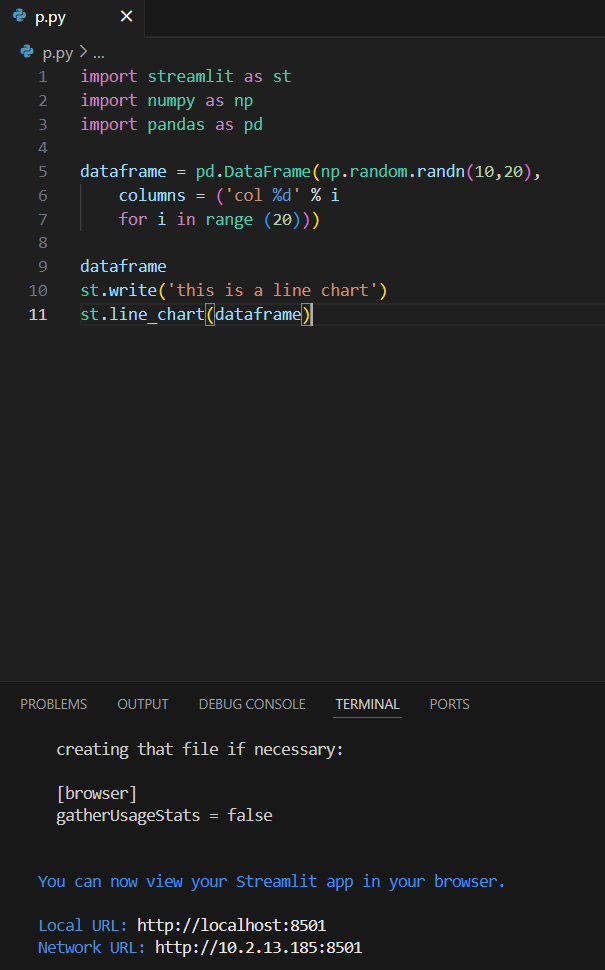 p.py
p.py > ...
1 import streamlit as st
2 import numpy as np
3 import pandas as pd
4
5 dataframe = pd.DataFrame(np.random.randn(10,20),
6     columns = ('col %d' % i
7     for i in range (20)))
8
9 dataframe
10 st.write('this is a line chart')
11 st.line_chart(dataframe)
PROBLEMS OUTPUT DEBUG CONSOLE TERMINAL PORTS
creating that file if necessary:
[browser]
gatherUsageStats = false
You can now view your Streamlit app in your browser.
Local URL: http://localhost:8501
Network URL: http://10.2.13.185:8501